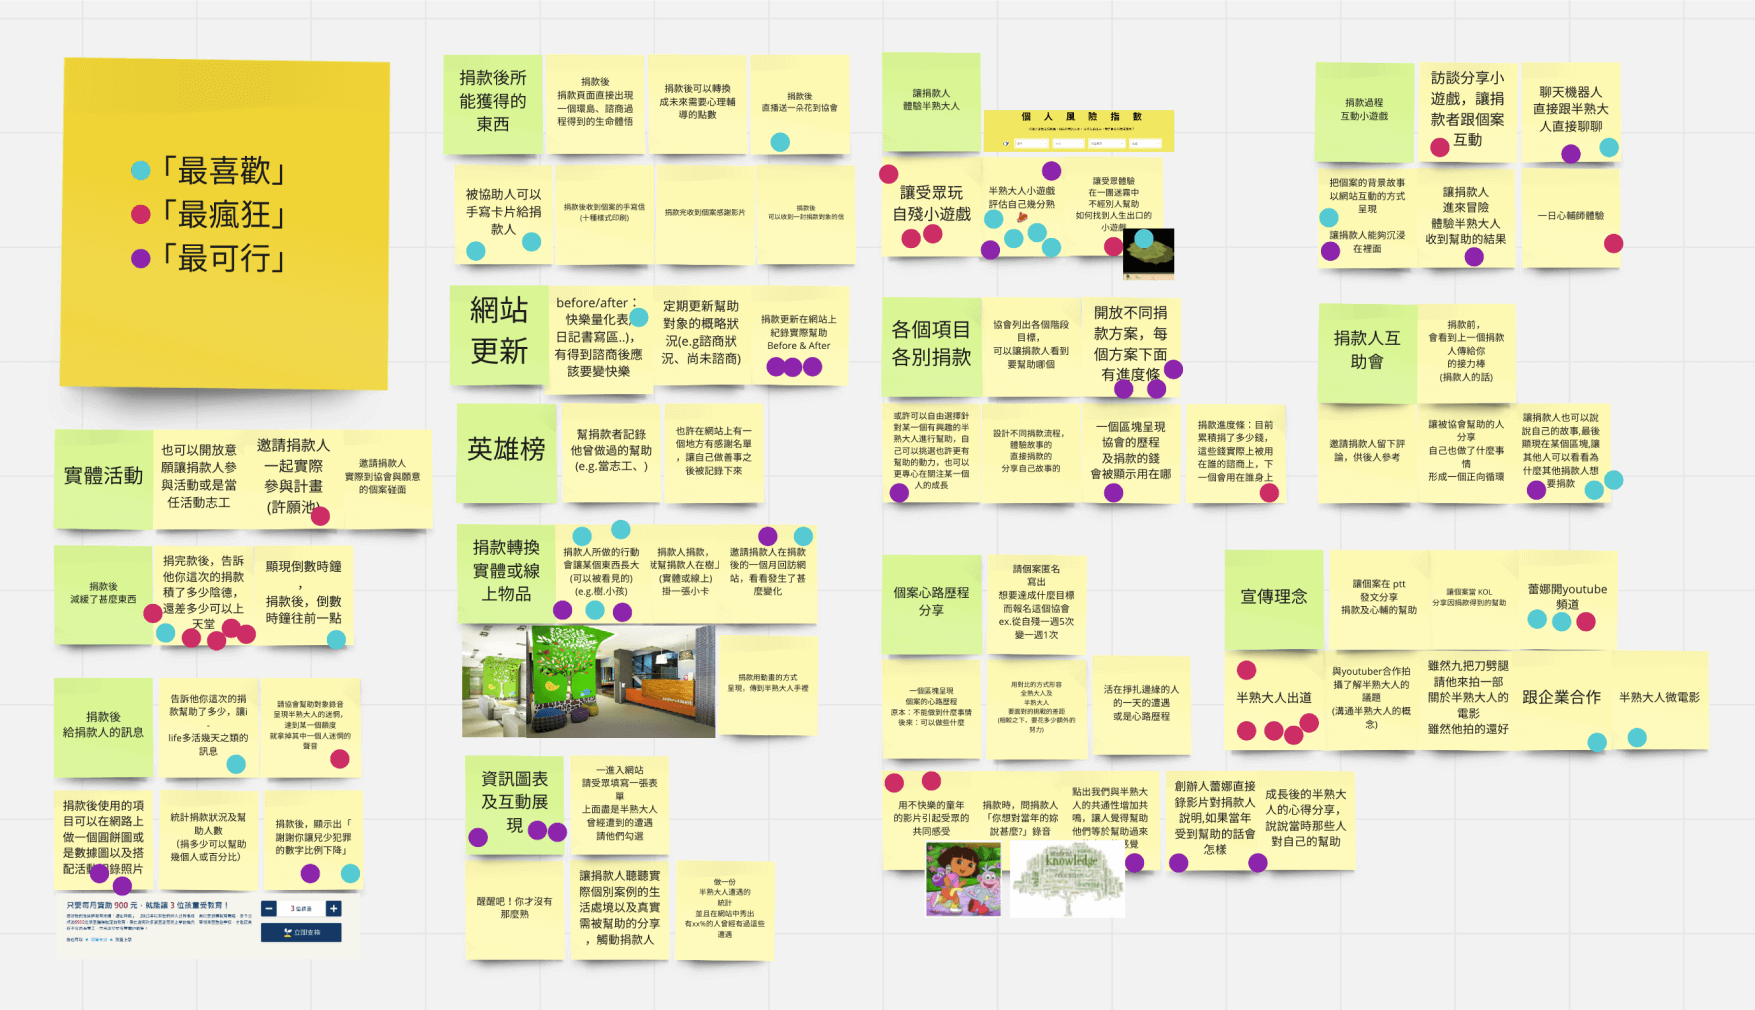 「最喜歡」
「最瘋狂」
「最可行」
實體活動
也可以開放意
願讓捐款人參
與活動或是當
任活動志工
邀請捐款人
一起實際
參與計畫
(許願池)
邀請捐款人
實際到協會與願意
的個案碰面
捐款後
減緩了甚麼東西
捐完款後，告訴
他你這次的捐款
積了多少陰德，
還差多少可以上
天堂
顯現倒數時鐘
，
捐款後，倒數
時鐘往前一點
捐款後
給捐款人的訊息
告訴他你這次的捐
款幫助了多少，讓i
-
life多活幾天之類的
訊息
請協會幫助對象錄音
呈現半熟大人的迷惘，
達到某一個額度
就拿掉其中一個人迷惘的
聲音
捐款後使用的項
目可以在網路上
做一個圓餅圖或
是數據圖以及搭
配活動
錄照片
統計捐款狀況及幫
助人數
（捐多少可以幫助
幾個人或百分比）
捐款後，顯示出「
謝謝你讓兒少犯罪
的數字比例下降」
只要每月資助 900 元，就能讓 3 位孩童受教育！
3 位孩童
立即支持
捐款後所
能獲得的
東西
捐款後
捐款頁面直接出現
一個環島、諮商過
程得到的生命體悟
捐款後可以轉換
成未來需要心理輔
導的點數
捐款後
直播送一朵花到協會
被協助人可以
手寫卡片給捐
款人
捐款後收到個案的手寫信
(十種樣式印刷)
捐款完收到個案感謝影片
捐款後
可以收到一封捐款對象的信
網站
更新
before/after：
快樂量化表/
日記書寫區..)，
有得到諮商後應
該要變快樂
定期更新幫助
對象的概略狀
況(e.g諮商狀
況、尚未諮商)
捐款更新在網站上
紀錄實際幫助
Before & After
英雄榜
幫捐款者記錄
他曾做過的幫助
(e.g.當志工、)
也許在網站上有一
個地方有感謝名單
，讓自己做善事之
後被記錄下來
捐款轉換
實體或線
上物品
捐款人所做的行動
會讓某個東西長大
(可以被看見的)
(e.g.樹.小孩)
捐款人捐款，
就幫捐款人在樹上
(實體或線上)
掛一張小卡
邀請捐款人在捐款
後的一個月回訪網
站，看看發生了甚
麼變化
捐款用動畫的方式
呈現，傳到半熟大人手裡
資訊圖表
及互動展
現
一進入網站
請受眾填寫一張表
單
上面盡是半熟大人
曾經遭到的遭遇
請他們勾選
醒醒吧！你才沒有
那麼熟
讓捐款人聽聽實
際個別案例的生
活處境以及真實
需被幫助的分享
，觸動捐款人
做一份
半熟大人遭遇的
統計
並且在網站中秀出
有xx%的人曾經有過這些
遭遇
讓捐款人
體驗半熟大人
個 人 風 險 指 數
讓受眾玩
自殘小遊戲
半熟大人小遊戲
評估自己幾分熟
讓受眾體驗
在一團迷霧中
不經別人幫助
如何找到人生出口的
小遊戲
各個項目
各別捐款
協會列出各個階段
目標，
可以讓捐款人看到
要幫助哪個
開放不同捐
款方案，每
個方案下面
有進度條
或許可以自由選擇針
對某一個有興趣的半
熟大人進行幫助，自
己可以挑選也許更有
幫助的動力，也可以
更專心在關注某一個
人的成長
設計不同捐款流程，
體驗故事的
直接捐款的
分享自己故事的
一個區塊呈現
協會的歷程
及捐款的錢
會被顯示用在哪
捐款進度條：目前
累積捐了多少錢，
這些錢實際上被用
在誰的諮商上，下
一個會用在誰身上
個案心路歷程
分享
請個案匿名
寫出
想要達成什麼目標
而報名這個協會
ex.從自殘一週5次
變一週1次
一個區塊呈現
個案的心路歷程
原本：不能做到什麼事情
後來：可以做些什麼
用對比的方式形容
全熟大人及
半熟大人
要面對的挑戰的差距
(相較之下，要花多少額外的
努力)
活在掙扎邊緣的人
的一天的遭遇
或是心路歷程
用不快樂的童年
的影片引起受眾的
共同感受
捐款時，問捐款人
「你想對當年的妳
說甚麼?」錄音
點出我們與半熟大
人的共通性增加共
鳴，讓人覺得幫助
他們等於幫助過來
感覺
knowledge
創辦人蕾娜直接
錄影片對捐款人
說明,如果當年
受到幫助的話會
怎樣
成長後的半熟大
人的心得分享，
說說當時那些人
對自己的幫助
捐款過程
互動小遊戲
訪談分享小
遊戲，讓捐
款者跟個案
互動
聊天機器人
直接跟半熟大
人直接聊聊
把個案的背景故事
以網站互動的方式
呈現
讓捐款人能夠沉浸
在裡面
讓捐款人
進來冒險
體驗半熟大人
收到幫助的結果
一日心輔師體驗
捐款人互
助會
捐款前，
會看到上一個捐款
人傳給你
的接力棒
(捐款人的話)
邀請捐款人留下評
論，供後人參考
讓被協會幫助的人
分享
自己也做了什麼事
情
形成一個正向循環
讓捐款人也可以說
說自己的故事,最後
顯現在某個區塊,讓
其他人可以看看為
什麼其他捐款人想
要捐款
宣傳理念
讓個案在 ptt
發文分享
捐款及心輔的幫助
讓個案當 KOL
分享因捐款得到的幫助
蕾娜開youtube
頻道
半熟大人出道
與youtuber合作拍
攝了解半熟大人的
議題
(溝通半熟大人的概
念)
雖然九把刀劈腿
請他來拍一部
關於半熟大人的
電影
雖然他拍的還好
跟企業合作
半熟大人微電影